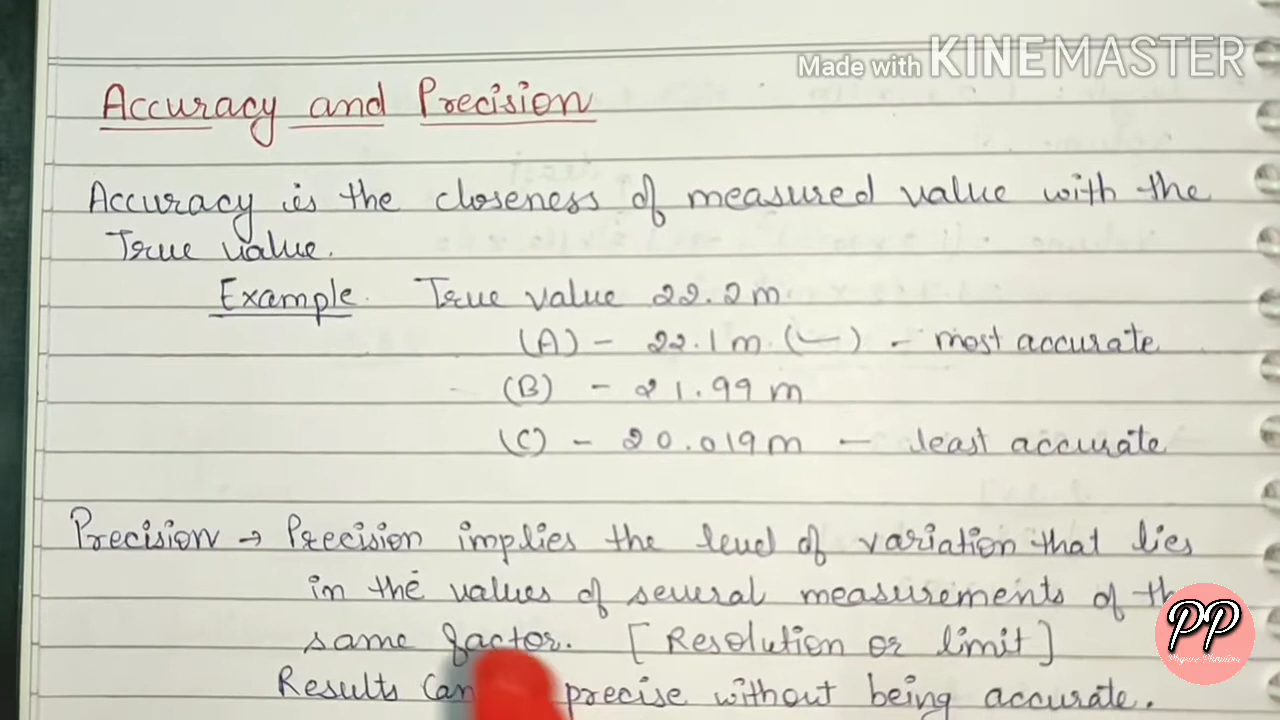 Made with KINEMASTER
Accuracy and Precision
Accuracy is the closeness of measured value with the
True value.
Example. True value 22.2 m.
(A) - 22.1 m. (—) - most accurate
(B) - 21.99 m
(C) - 20.019 m — least accurate
Precision → Precision implies the level of variation that lies
in the values of several measurements of th
same factor. [Resolution or limit]
Results Can precise without being accurate.
PP